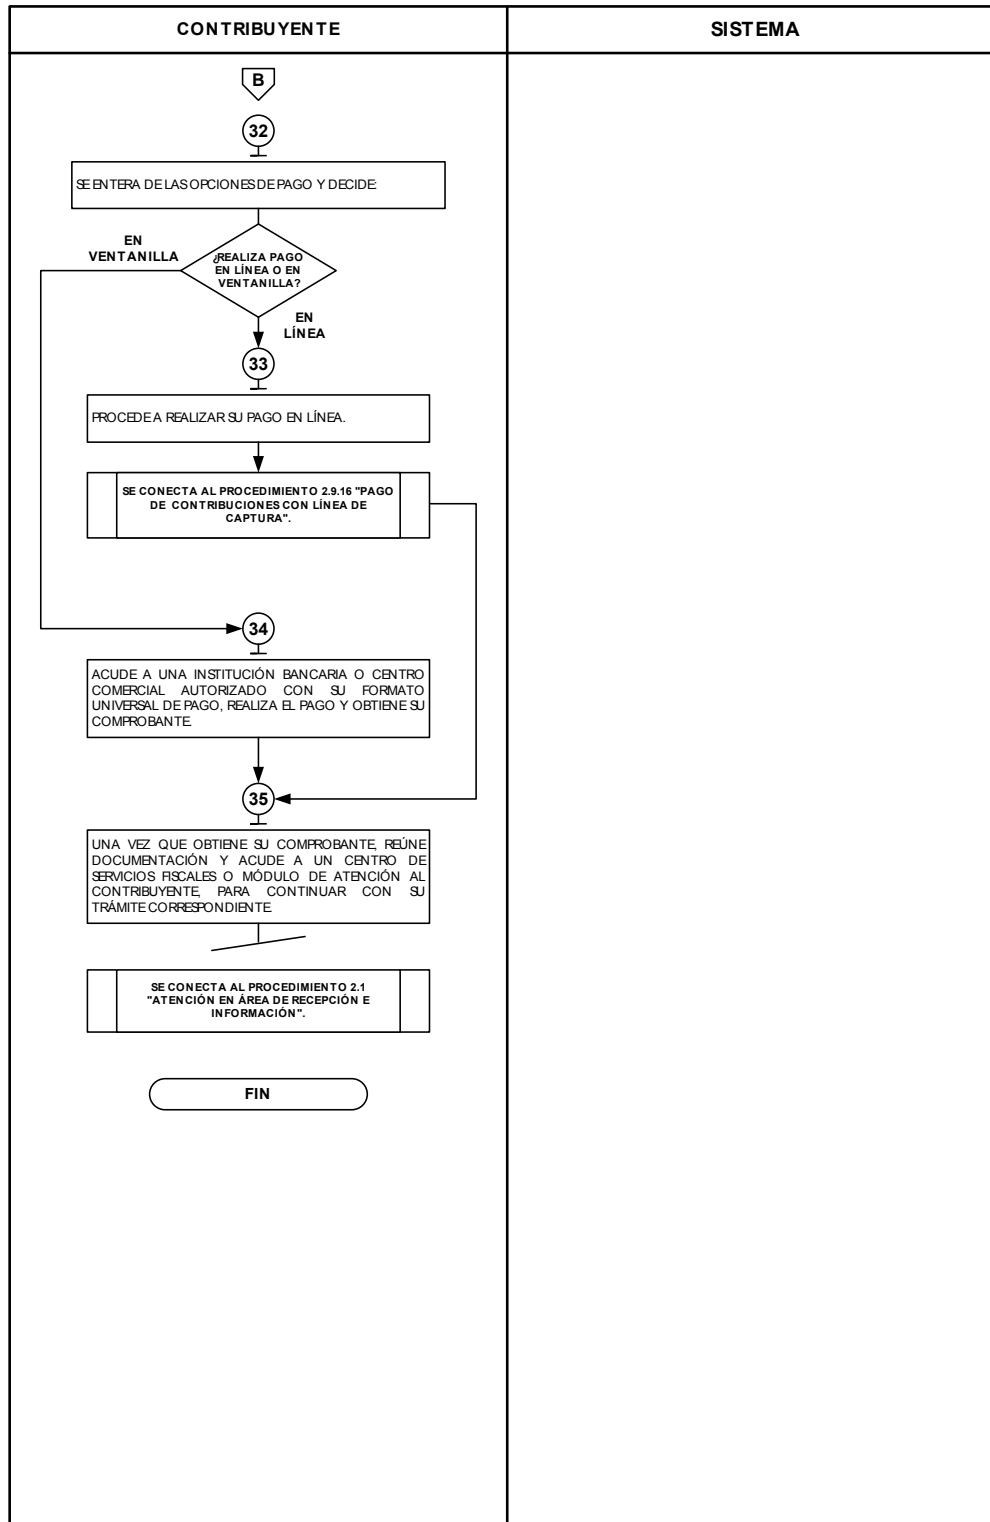 CONTRIBUYENTE
SISTEMA
B
32
SE ENTERA DE LAS OPCIONES DE PAGO Y DECIDE:
EN
VENTANILLA
¿REALIZA PAGO
EN LÍNEA O EN
VENTANILLA?
EN
LÍNEA
33
PROCEDE A REALIZAR SU PAGO EN LÍNEA.
SE CONECTA AL PROCEDIMIENTO 2.9.16 "PAGO
DE CONTRIBUCIONES CON LÍNEA DE
CAPTURA".
34
ACUDE A UNA INSTITUCIÓN BANCARIA O CENTRO
COMERCIAL AUTORIZADO CON SU FORMATO
UNIVERSAL DE PAGO, REALIZA EL PAGO Y OBTIENE SU
COMPROBANTE.
35
UNA VEZ QUE OBTIENE SU COMPROBANTE, REÚNE
DOCUMENTACIÓN Y ACUDE A UN CENTRO DE
SERVICIOS FISCALES O MÓDULO DE ATENCIÓN AL
CONTRIBUYENTE, PARA CONTINUAR CON SU
TRÁMITE CORRESPONDIENTE.
SE CONECTA AL PROCEDIMIENTO 2.1
"ATENCIÓN EN ÁREA DE RECEPCIÓN E
INFORMACIÓN".
FIN